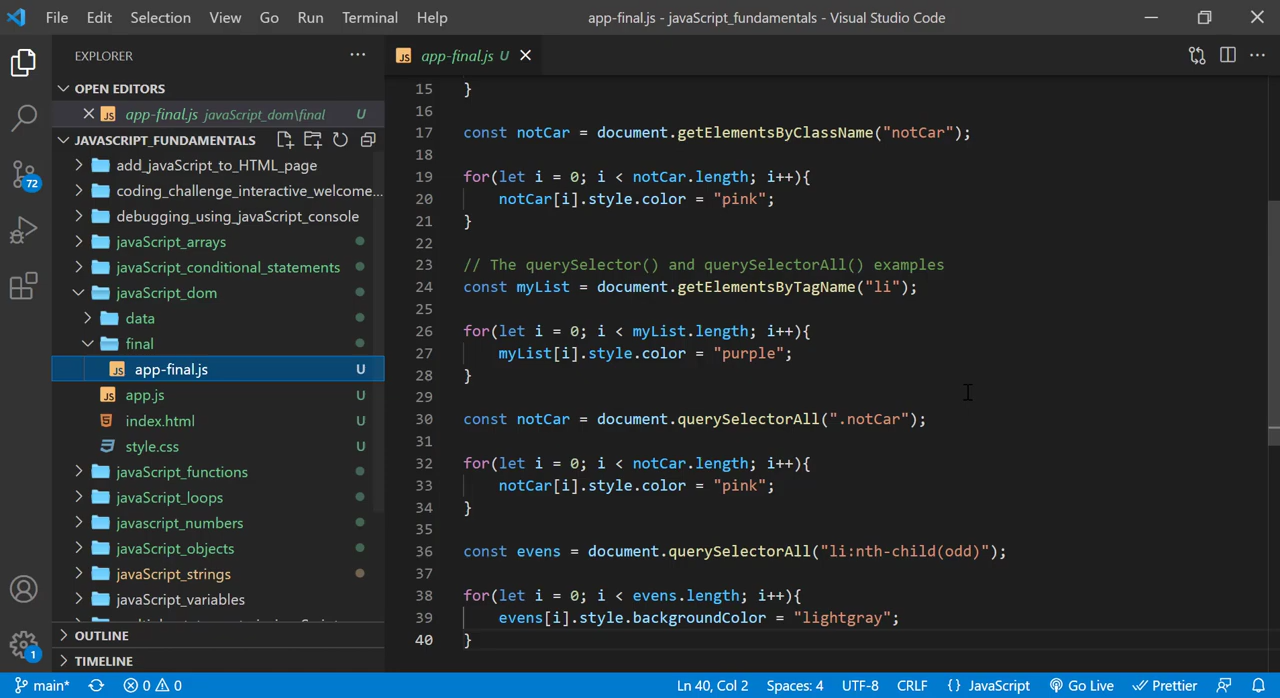 File Edit Selection View Go Run Terminal Help
app-final.js - javaScript_fundamentals - Visual Studio Code
EXPLORER
OPEN EDITORS
JS app-final.js javaScript_dom\final U
JAVASCRIPT_FUNDAMENTALS
add_javaScript_to_HTML_page
coding_challenge_interactive_welcome...
debugging_using_javaScript_console
javaScript_arrays
javaScript_conditional_statements
javaScript_dom
data
final
JS app-final.js U
JS app.js U
index.html U
style.css U
javaScript_functions
javaScript_loops
javascript_numbers
javaScript_objects
javaScript_strings
javaScript_variables
OUTLINE
TIMELINE
72
1
JS app-final.js U
15 }
16
17 const notCar = document.getElementsByClassName("notCar");
18
19 for(let i = 0; i < notCar.length; i++){
20 notCar[i].style.color = "pink";
21 }
22
23 // The querySelector() and querySelectorAll() examples
24 const myList = document.getElementsByTagName("li");
25
26 for(let i = 0; i < myList.length; i++){
27 myList[i].style.color = "purple";
28 }
29
30 const notCar = document.querySelectorAll(".notCar");
31
32 for(let i = 0; i < notCar.length; i++){
33 notCar[i].style.color = "pink";
34 }
35
36 const evens = document.querySelectorAll("li:nth-child(odd)");
37
38 for(let i = 0; i < evens.length; i++){
39 evens[i].style.backgroundColor = "lightgray";
40 }
main* 0 0 Ln 40, Col 2 Spaces: 4 UTF-8 CRLF {} JavaScript Go Live Prettier